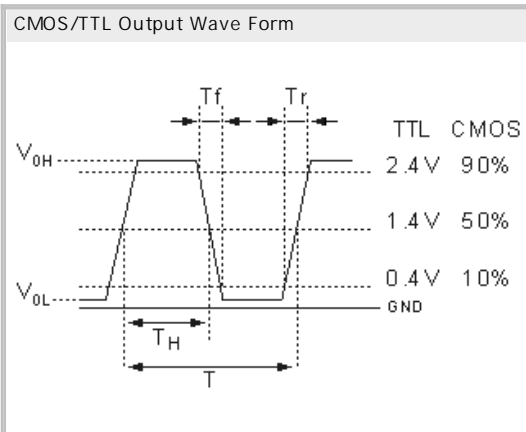 CMOS/TTL Output Wave Form
Tf Tr
TTL CMOS
V0H
2.4V 90%
1.4V 50%
0.4V 10%
V0L
GND
TH
T